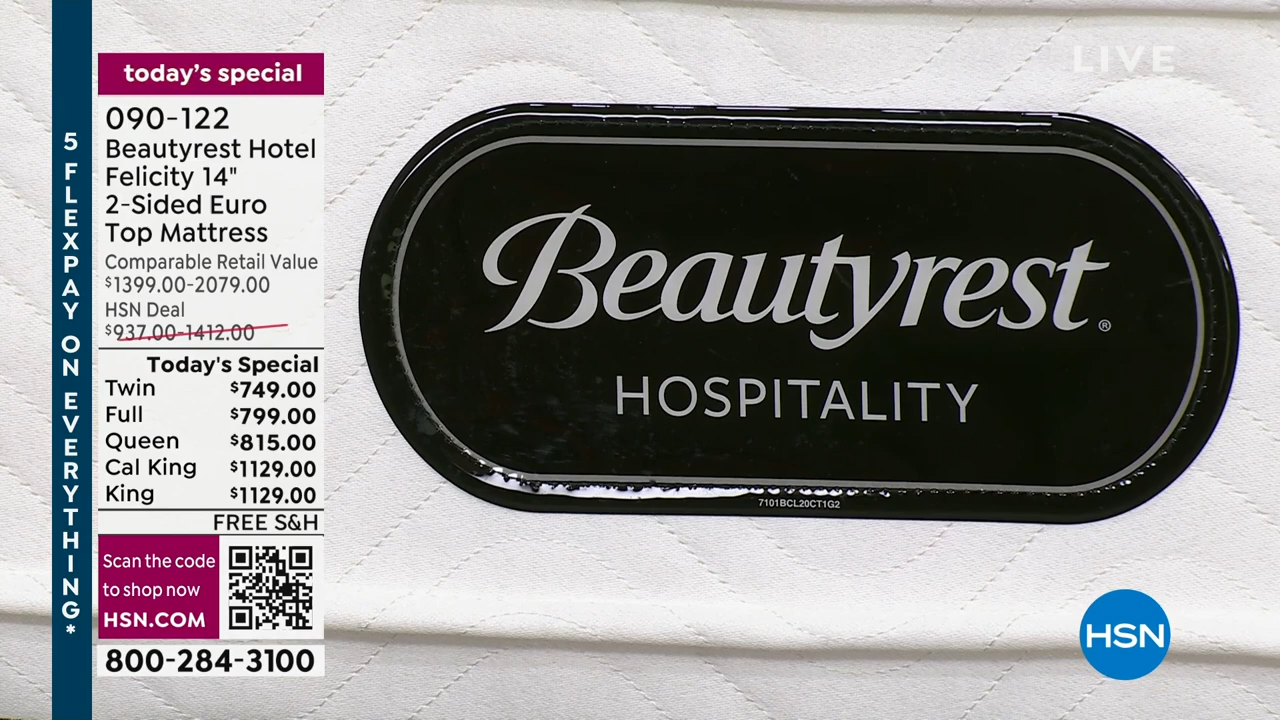 5 FLEXPAY ON EVERYTHING*
today's special
090-122
Beautyrest Hotel
Felicity 14"
2-Sided Euro
Top Mattress
Comparable Retail Value
$1399.00-2079.00
HSN Deal
$937.00-1412.00
Today's Special
Twin $749.00
Full $799.00
Queen $815.00
Cal King $1129.00
King $1129.00
FREE S&H
Scan the code
to shop now
HSN.COM
800-284-3100
LIVE
Beautyrest®
HOSPITALITY
7101BCL20CT1G2
HSN